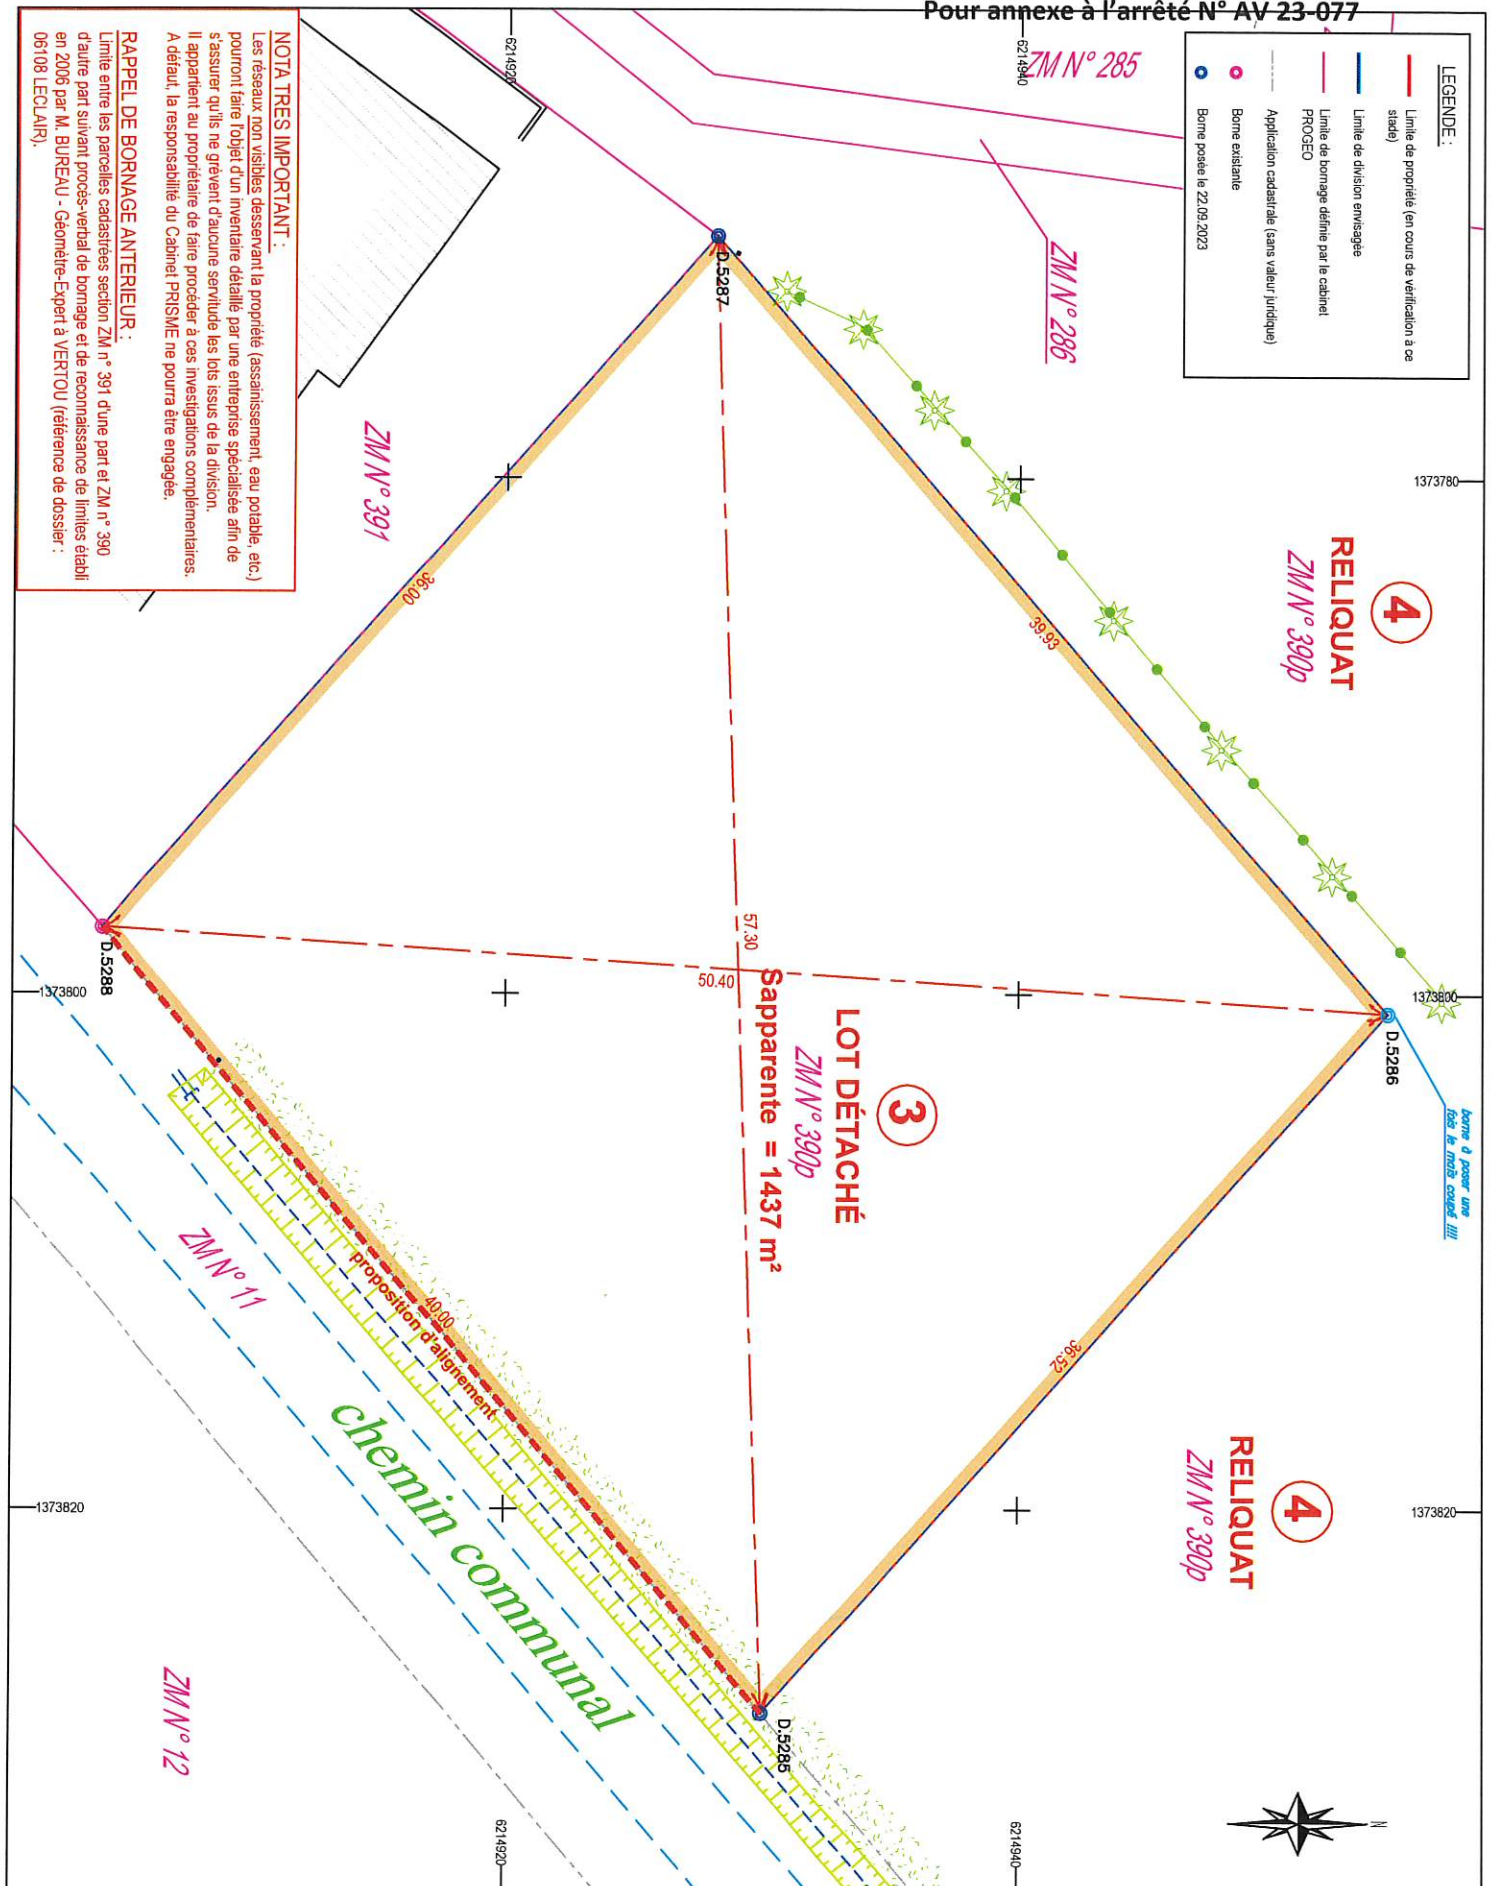 Pour annexe à l'arrêté N° AV 23-077
LEGENDE :
Limite de propriété (en cours de vérification à ce
stade)
Limite de division envisagée
Limite de bornage définie par le cabinet
PROGEO
Application cadastrale (sans valeur juridique)
Borne existante
Borne posée le 22.09.2023
ZM N° 285
ZM N° 286
6214920
6214940
1373780
4
RELIQUAT
ZM N° 390p
D.5287
39.93
36.00
ZM N° 391
NOTA TRES IMPORTANT :
Les réseaux non visibles desservant la propriété (assainissement, eau potable, etc.)
pourront faire l'objet d'un inventaire détaillé par une entreprise spécialisée afin de
s'assurer qu'ils ne grèvent d'aucune servitude les lots issus de la division.
Il appartient au propriétaire de faire procéder à ces investigations complémentaires.
A défaut, la responsabilité du Cabinet PRISME ne pourra être engagée.
RAPPEL DE BORNAGE ANTERIEUR :
Limite entre les parcelles cadastrées section ZM n° 391 d'une part et ZM n° 390
d'autre part suivant procès-verbal de bornage et de reconnaissance de limites établi
en 2006 par M. BUREAU - Géomètre-Expert à VERTOU (référence de dossier :
06108 LECLAIR).
1373800
D.5286
borne à poser une
fois le maïs coupé !!!!
3
LOT DÉTACHÉ
ZM N° 390p
Sapparente = 1437 m²
57.30
50.40
D.5288
1373800
36.52
40.00
proposition d'alignement
ZM N° 11
chemin communal
4
RELIQUAT
ZM N° 390p
1373820
1373820
D.5285
ZM N° 12
6214920
6214940
N